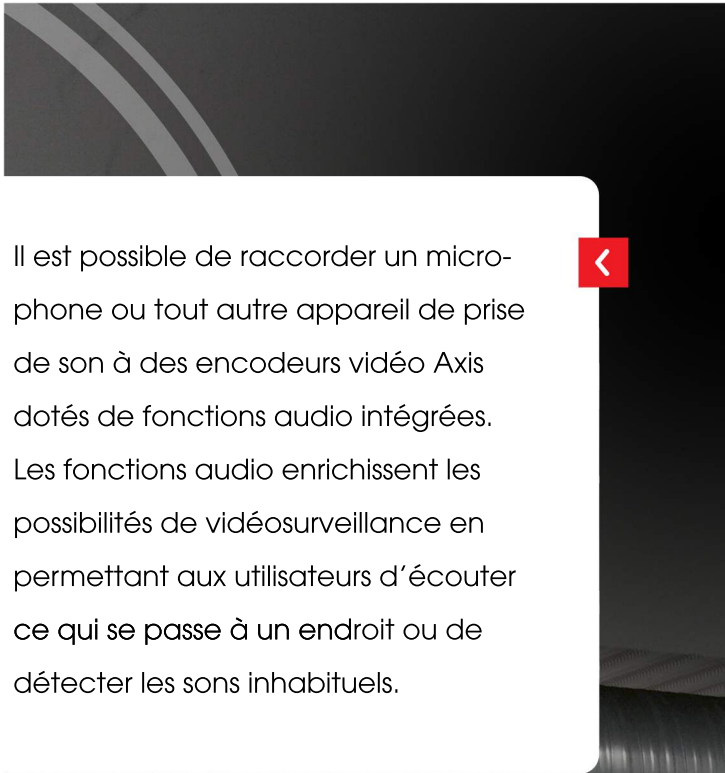 Il est possible de raccorder un micro-
phone ou tout autre appareil de prise
de son à des encodeurs vidéo Axis
dotés de fonctions audio intégrées.
Les fonctions audio enrichissent les
possibilités de vidéosurveillance en
permettant aux utilisateurs d’écouter
ce qui se passe à un endroit ou de
détecter les sons inhabituels.